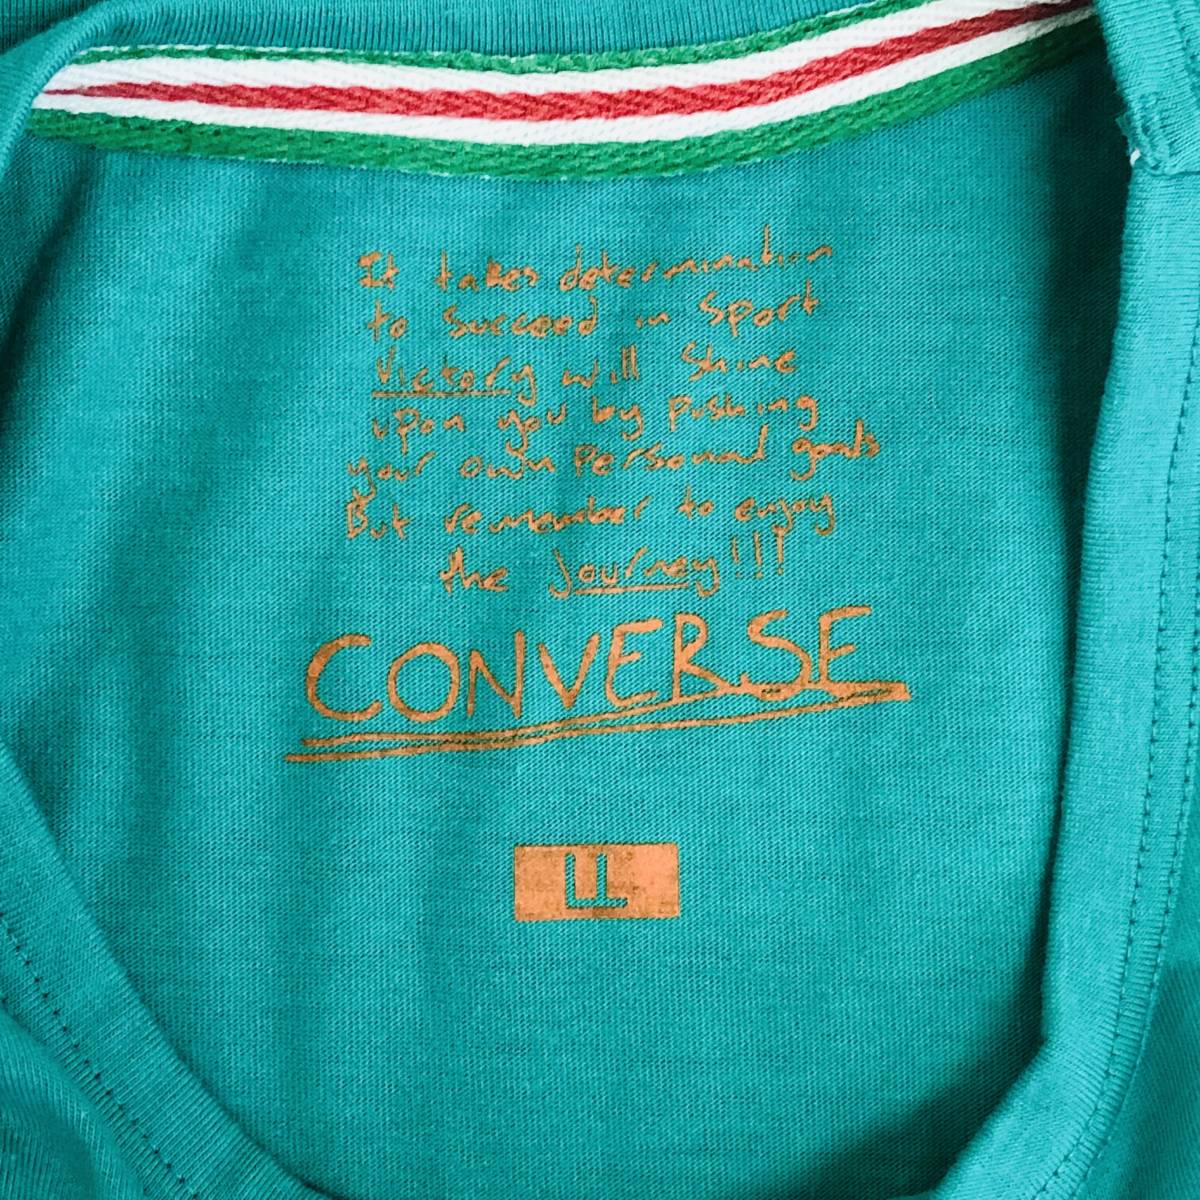 It takes determination
to Succeed in Sport
Victory will Shine
upon you by pushing
your own Personal goals
But remember to enjoy
the Journey!!!
CONVERSE
LL